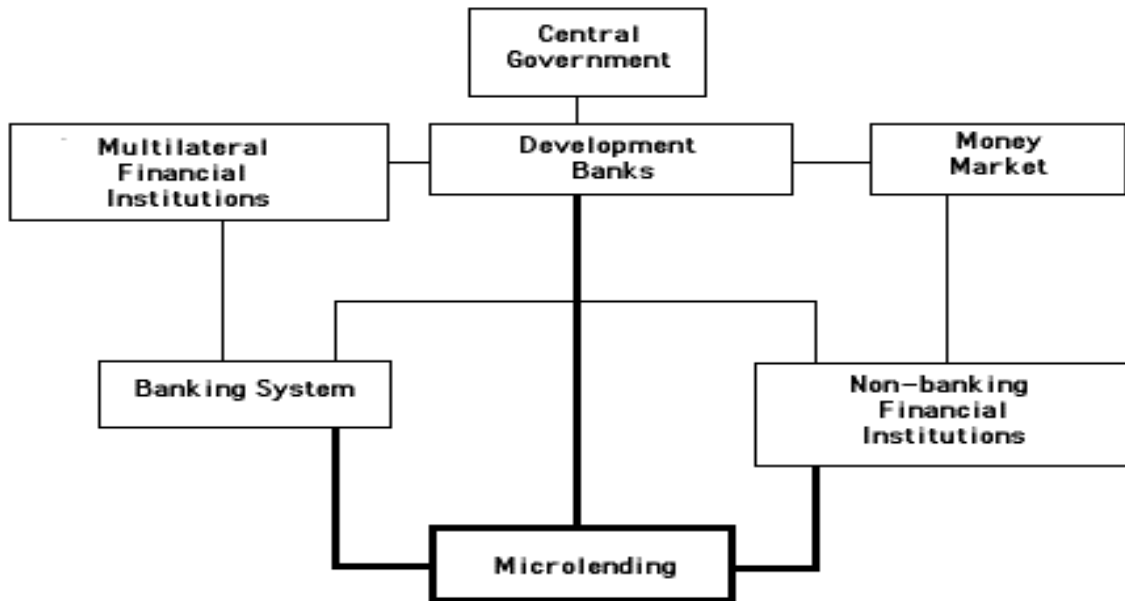 Central
Government
Multilateral
Financial
Institutions
Development
Banks
Money
Market
Banking System
Non-banking
Financial
Institutions
Microlending